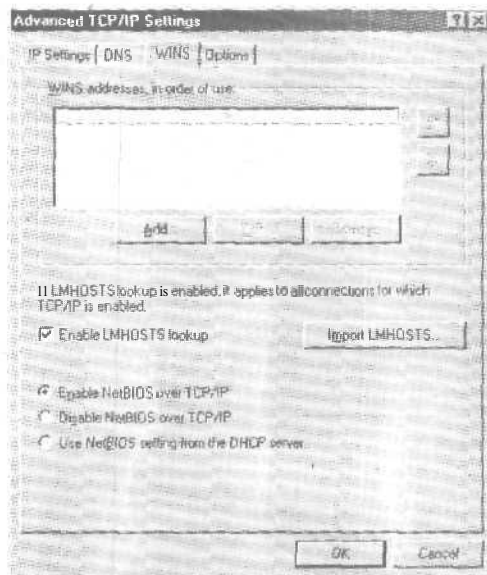 Advanced TCP/IP Settings
IP Settings DNS WINS Options
WINS addresses, in order of use:
Add
II LMHOSTS lookup is enabled, it applies to all connections for which
TCP/IP is enabled.
Enable LMHOSTS lookup
Import LMHOSTS...
Enable NetBIOS over TCP/IP
Disable NetBIOS over TCP/IP
Use NetBIOS setting from the DHCP server
OK Cancel